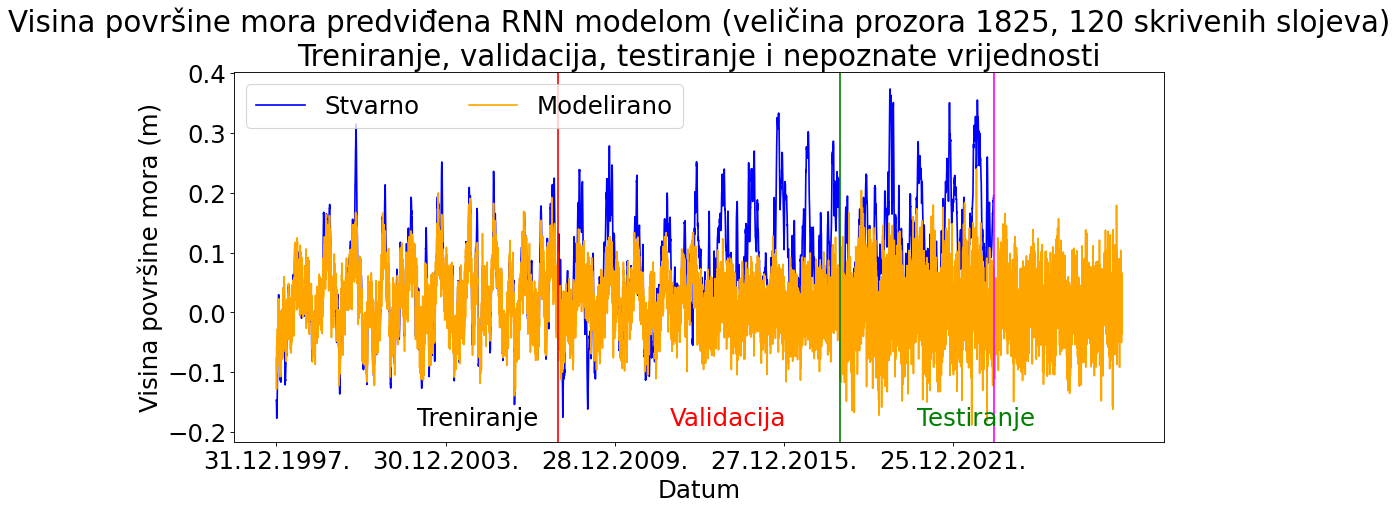 Visina površine mora predviđena RNN modelom (veličina prozora 1825, 120 skrivenih slojeva)
Treniranje, validacija, testiranje i nepoznate vrijednosti
Stvarno
Modelirano
Visina površine mora (m)
0.4
0.3
0.2
0.1
0.0
−0.1
−0.2
Treniranje
Validacija
Testiranje
31.12.1997.
30.12.2003.
28.12.2009.
27.12.2015.
25.12.2021.
Datum